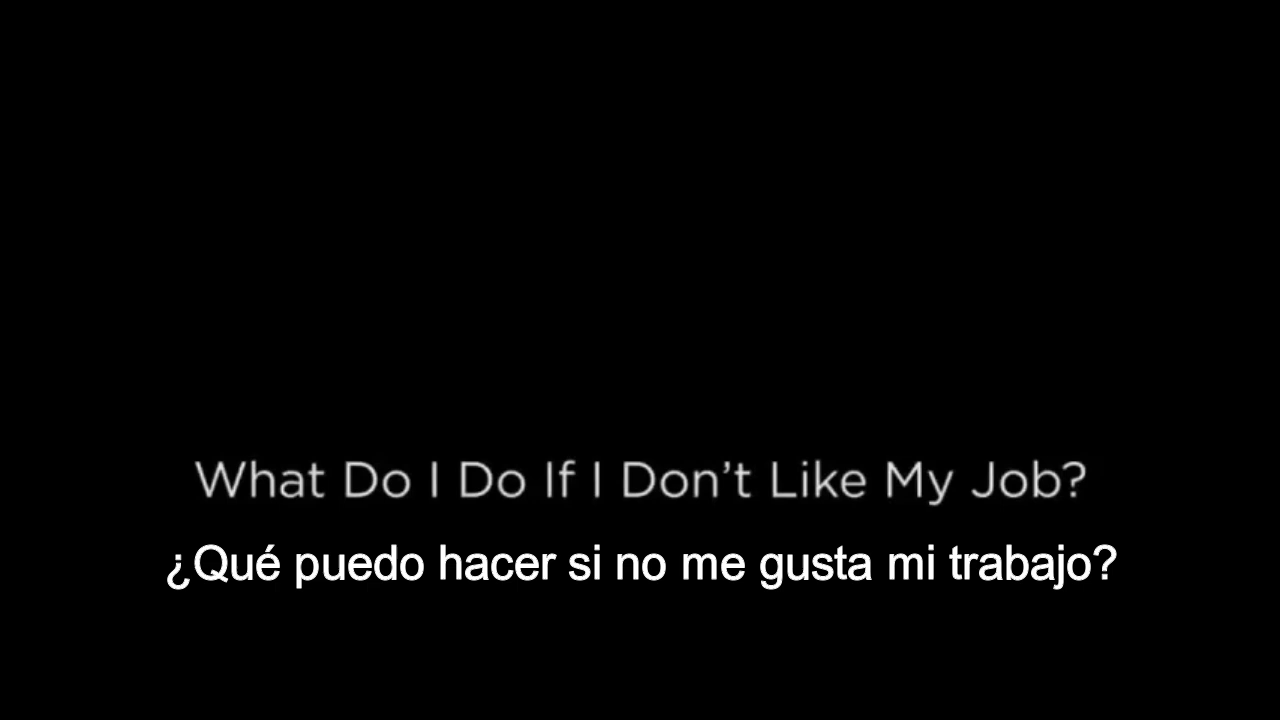 What Do I Do If I Don’t Like My Job?
¿Qué puedo hacer si no me gusta mi trabajo?